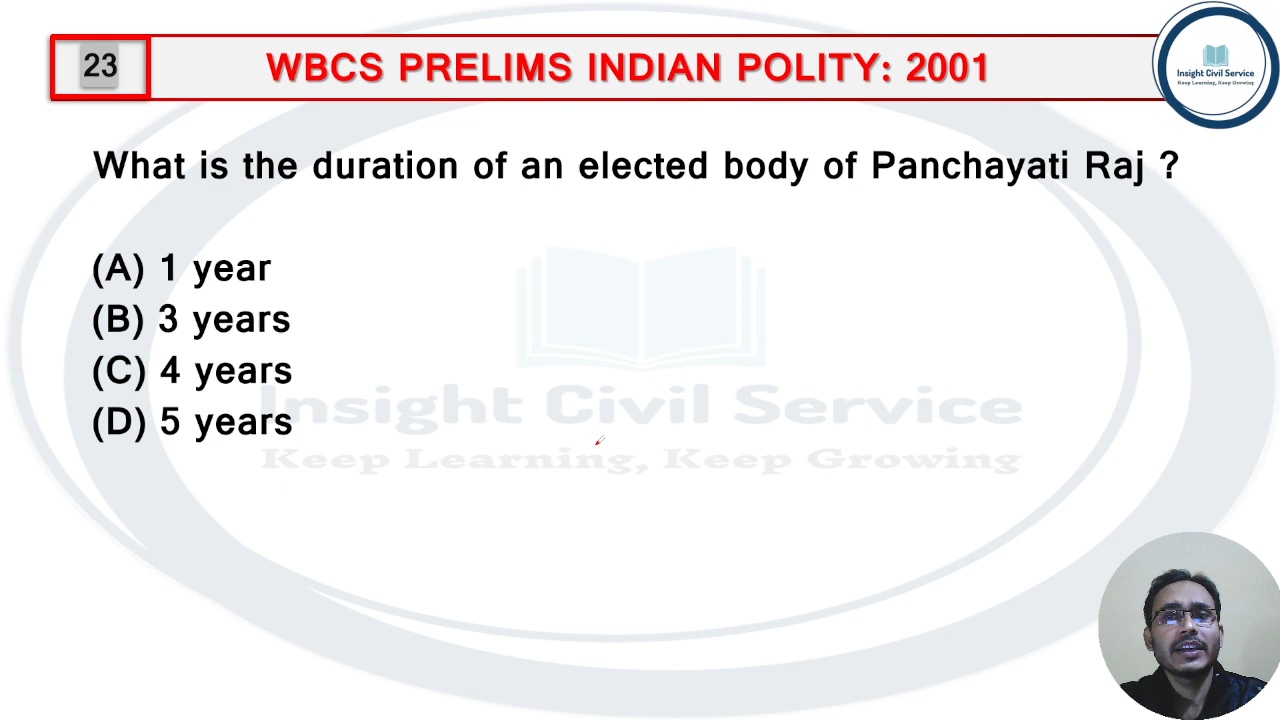 23
WBCS PRELIMS INDIAN POLITY: 2001
Insight Civil Service
Keep Learning, Keep Growing
What is the duration of an elected body of Panchayati Raj ?
(A) 1 year
(B) 3 years
(C) 4 years
(D) 5 years
Insight Civil Service
Keep Learning, Keep Growing